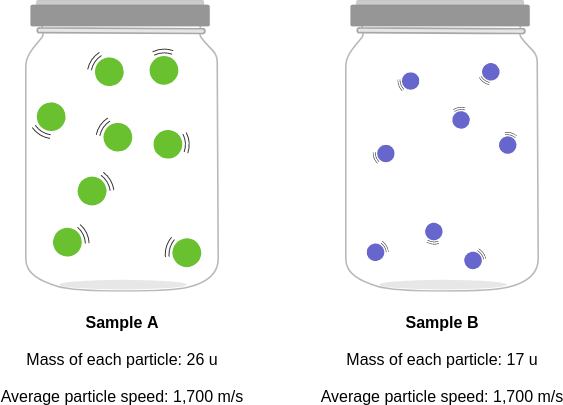 Sample A
Mass of each particle: 26 u
Average particle speed: 1,700 m/s
Sample B
Mass of each particle: 17 u
Average particle speed: 1,700 m/s